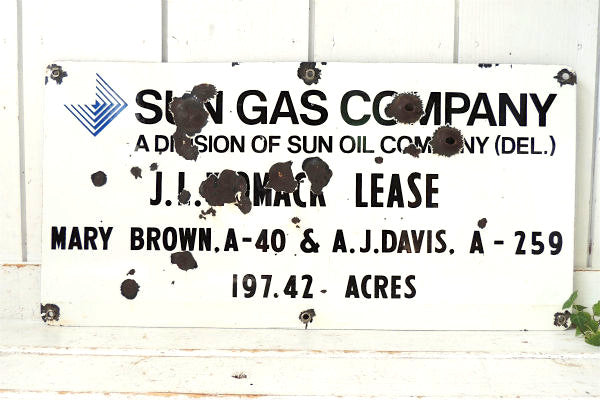 SUN GAS COMPANY
A DIVISION OF SUN OIL COMPANY (DEL.)
J.L. LEASE
MARY BROWN, A-40 & A.J. DAVIS, A-259
197.42 ACRES